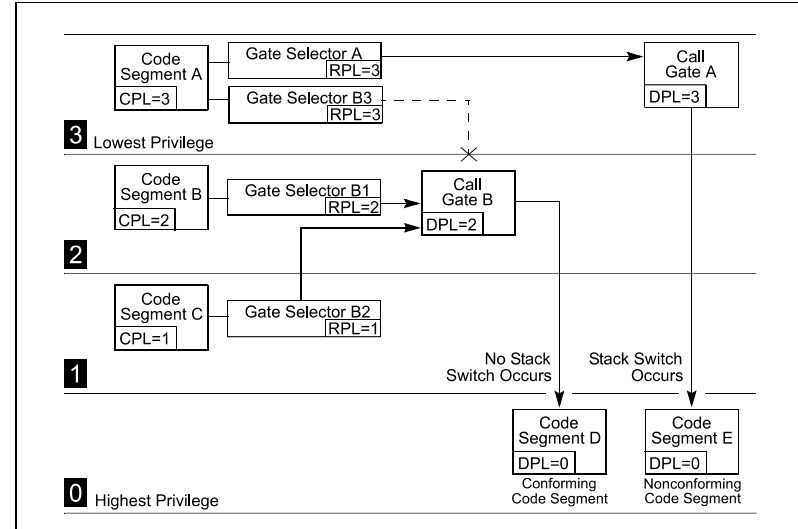 Code
Segment A
CPL=3
Gate Selector A
RPL=3
Gate Selector B3
RPL=3
Call
Gate A
DPL=3
3 Lowest Privilege
Code
Segment B
CPL=2
Gate Selector B1
RPL=2
Call
Gate B
DPL=2
2
Code
Segment C
CPL=1
Gate Selector B2
RPL=1
1
No Stack
Switch Occurs
Stack Switch
Occurs
Code
Segment D
DPL=0
Conforming
Code Segment
Code
Segment E
DPL=0
Nonconforming
Code Segment
0 Highest Privilege